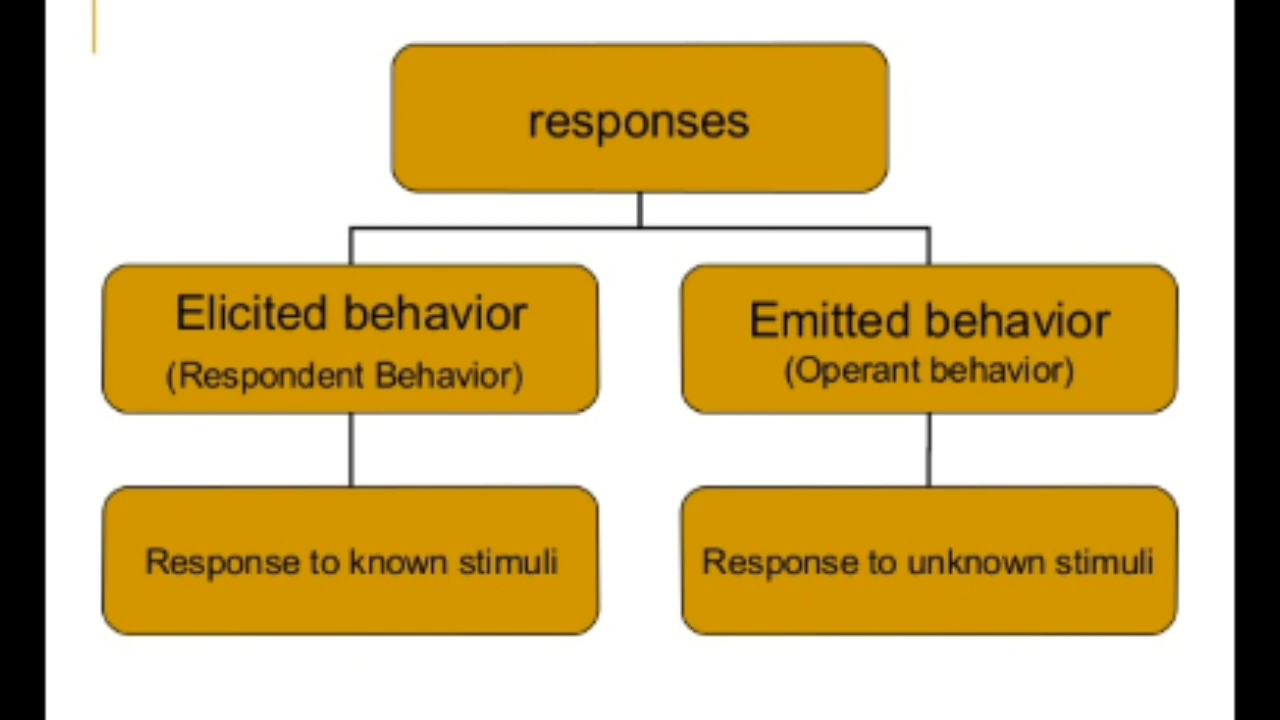 responses
Elicited behavior
(Respondent Behavior)
Emitted behavior
(Operant behavior)
Response to known stimuli
Response to unknown stimuli